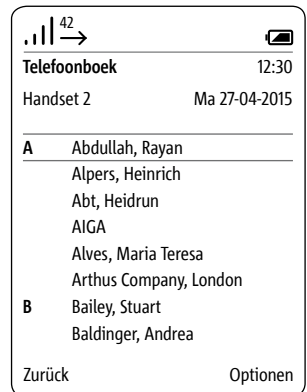 42
Telefoonboek 12:30
Handset 2 Ma 27-04-2015
A Abdullah, Rayan
Alpers, Heinrich
Abt, Heidrun
AIGA
Alves, Maria Teresa
Arthus Company, London
B Bailey, Stuart
Baldinger, Andrea
Zurück Optionen